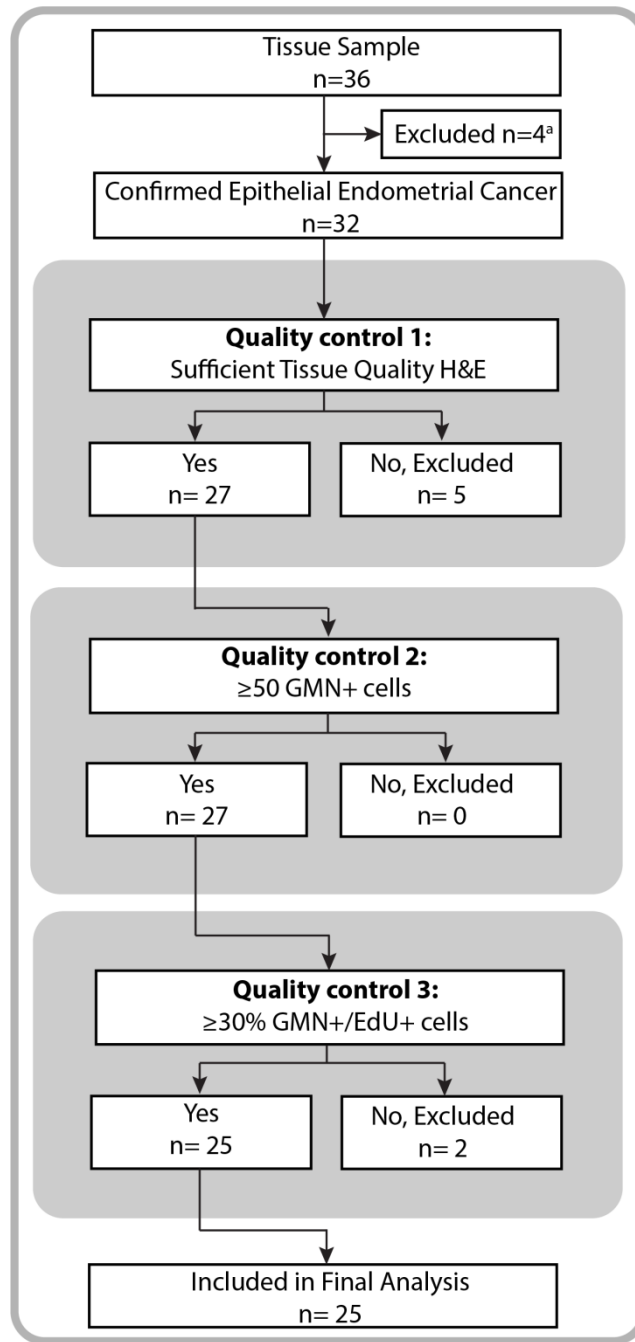 Tissue Sample
n=36
Excluded n=4ᵃ
Confirmed Epithelial Endometrial Cancer
n=32
Quality control 1:
Sufficient Tissue Quality H&E
Yes
n= 27
No, Excluded
n= 5
Quality control 2:
≥50 GMN+ cells
Yes
n= 27
No, Excluded
n= 0
Quality control 3:
≥30% GMN+/EdU+ cells
Yes
n= 25
No, Excluded
n= 2
Included in Final Analysis
n= 25